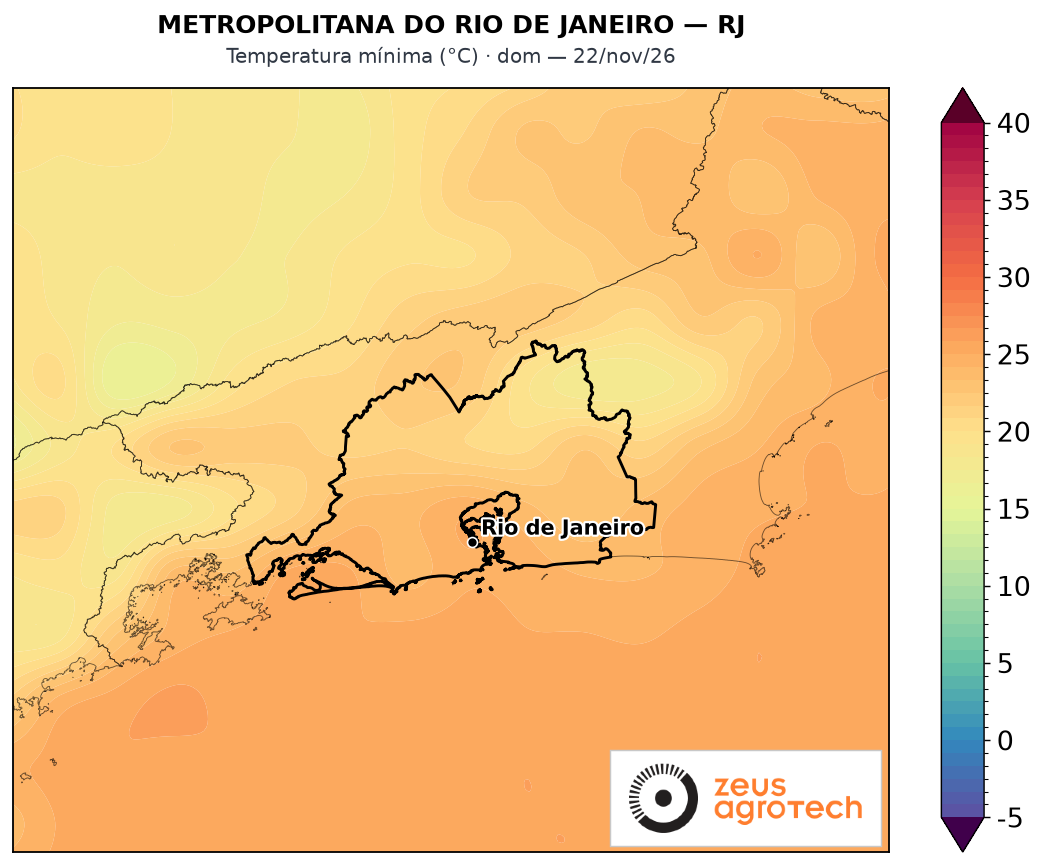 METROPOLITANA DO RIO DE JANEIRO — RJ
Temperatura mínima (°C) · dom — 22/nov/26
40
35
30
25
20
15
10
5
0
-5
Rio de Janeiro
zeus
agrotech